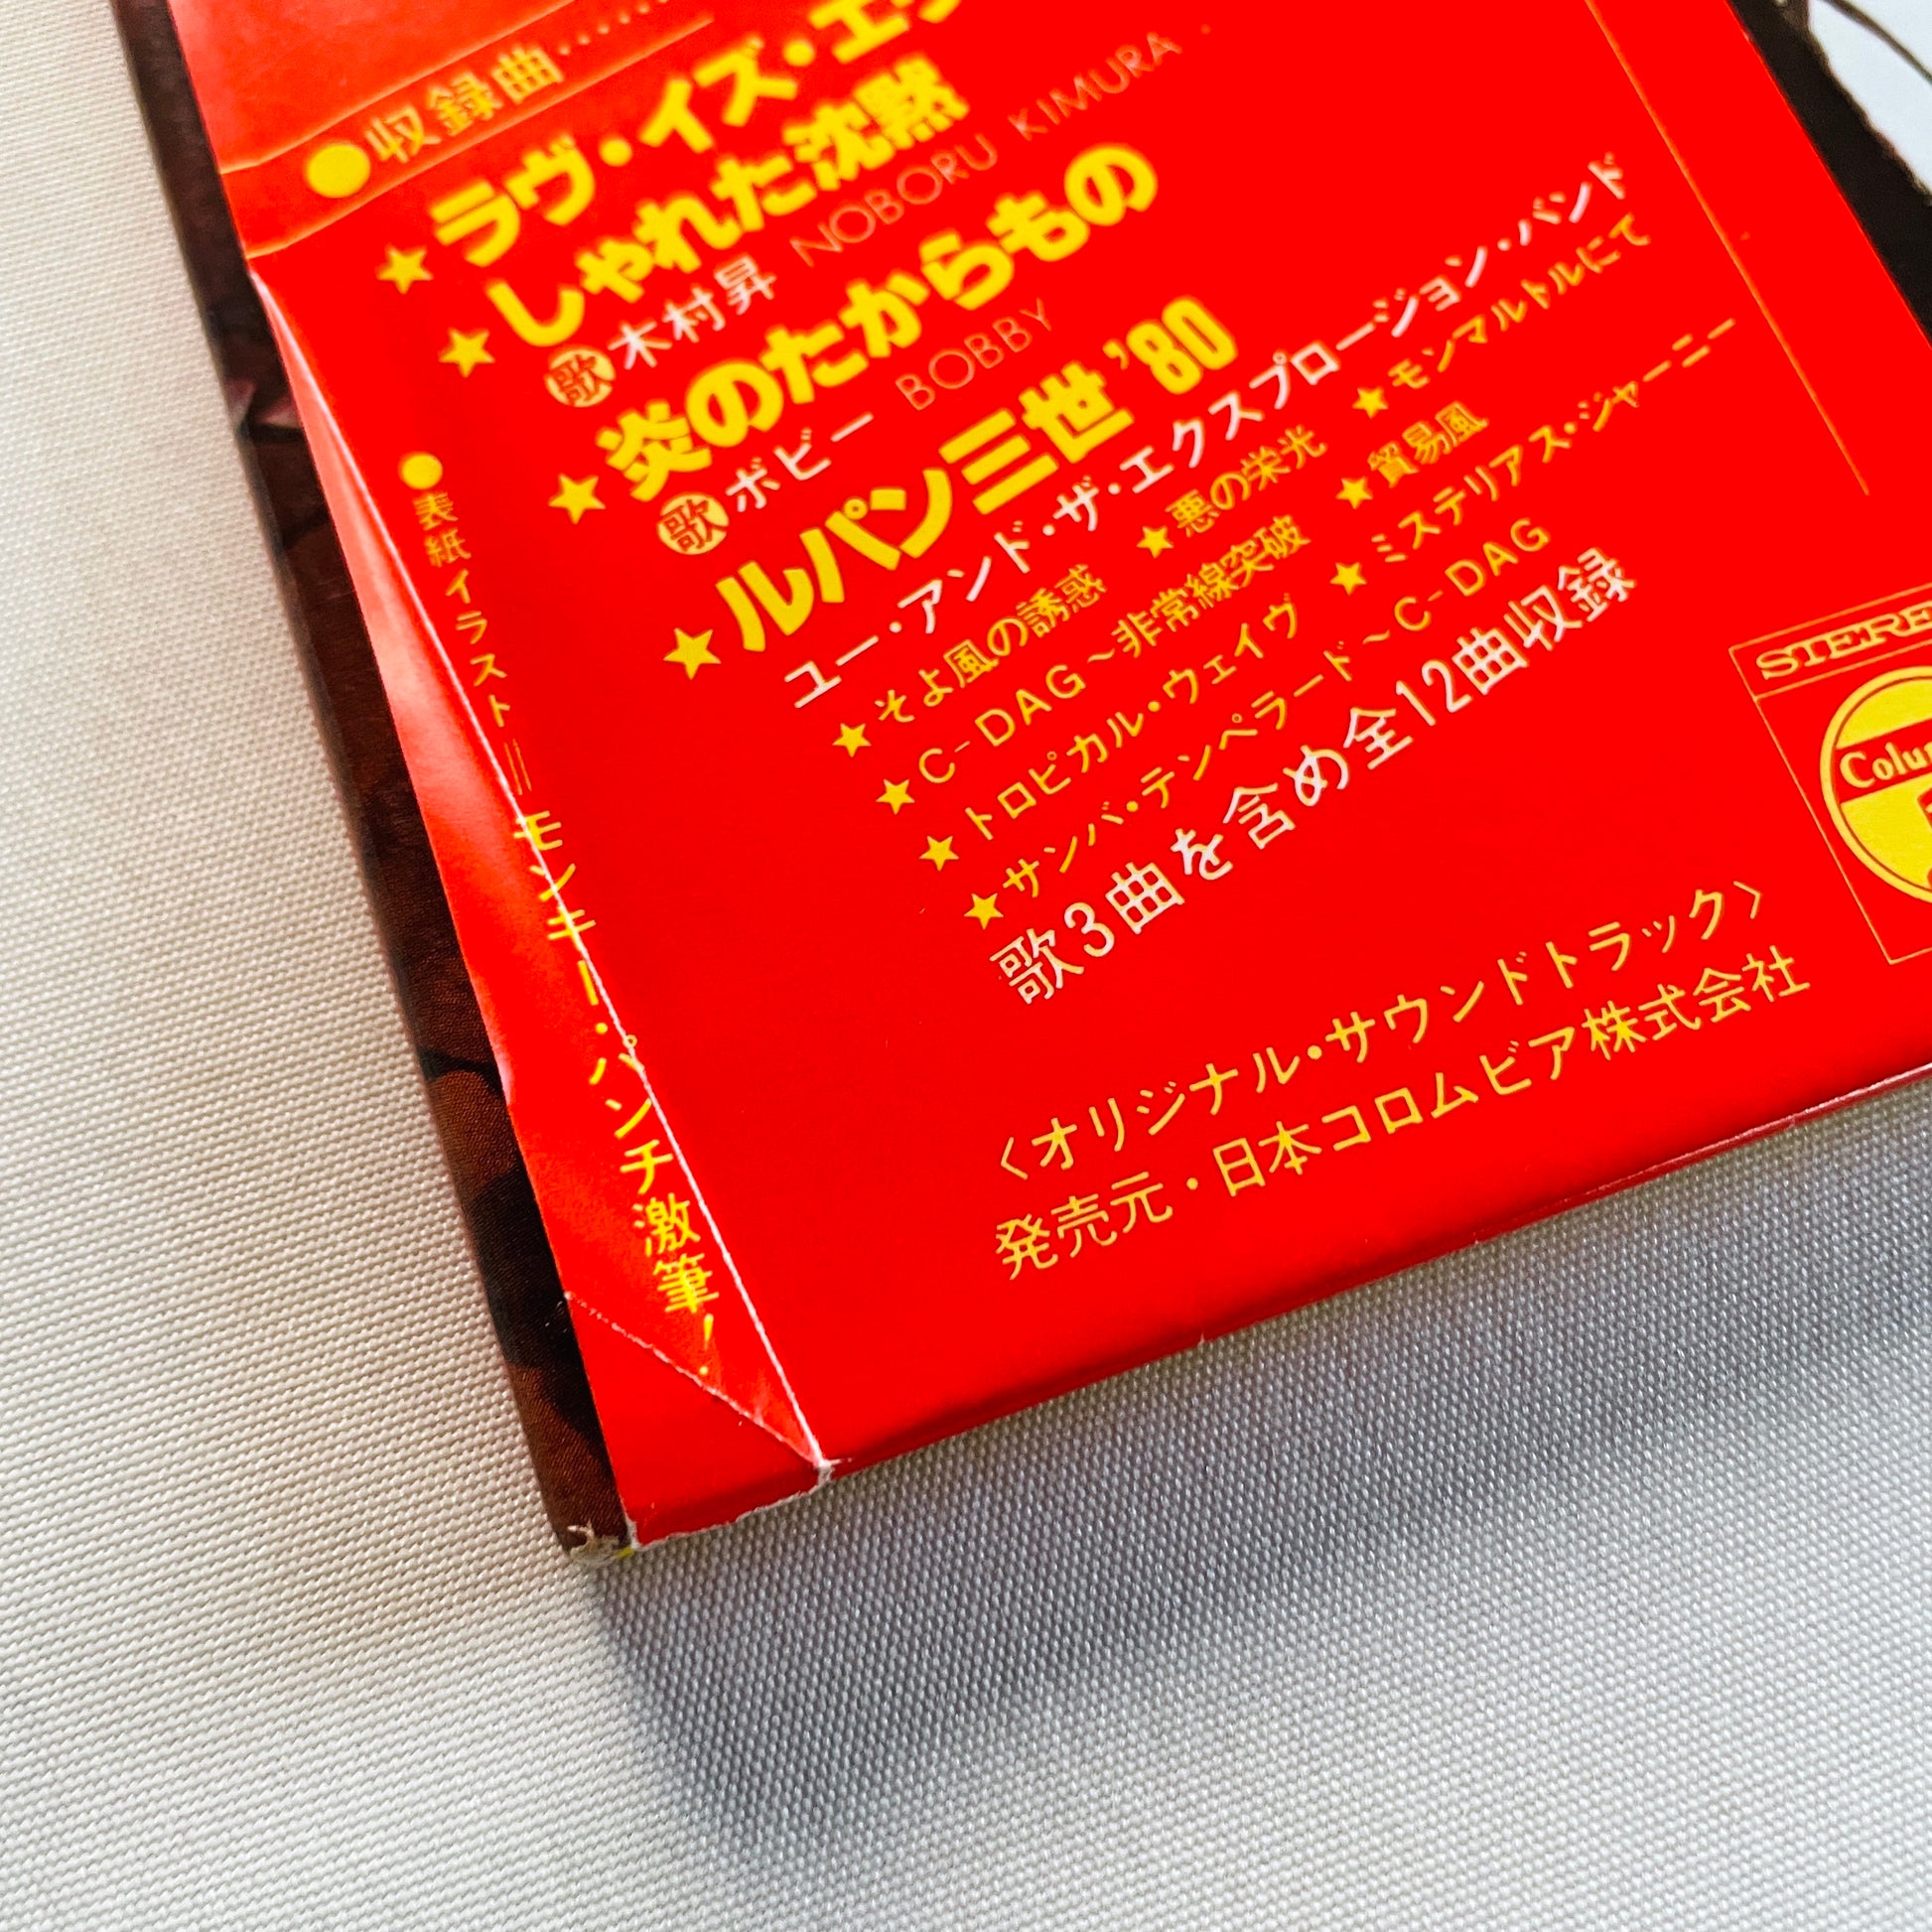 ●収録曲……
★ラヴ・イズ・エヴ
★しゃれた沈黙
歌 木村昇 NOBORU KIMURA
★炎のたからもの
歌 ボビー BOBBY
★ルパン三世'80
ユー・アンド・ザ・エクスプロージョン・バンド
★そよ風の誘惑 ★悪の栄光 ★モンマルトルにて
★C-DAG〜非常線突破 ★貿易風
★トロピカル・ウェイヴ ★ミステリアス・ジャーニー
★サンバ・テンペラード〜C-DAG
歌3曲を含め全12曲収録
〈オリジナル・サウンドトラック〉
発売元・日本コロムビア株式会社
●表紙イラスト=モンキー・パンチ激筆!
STERE
Colu